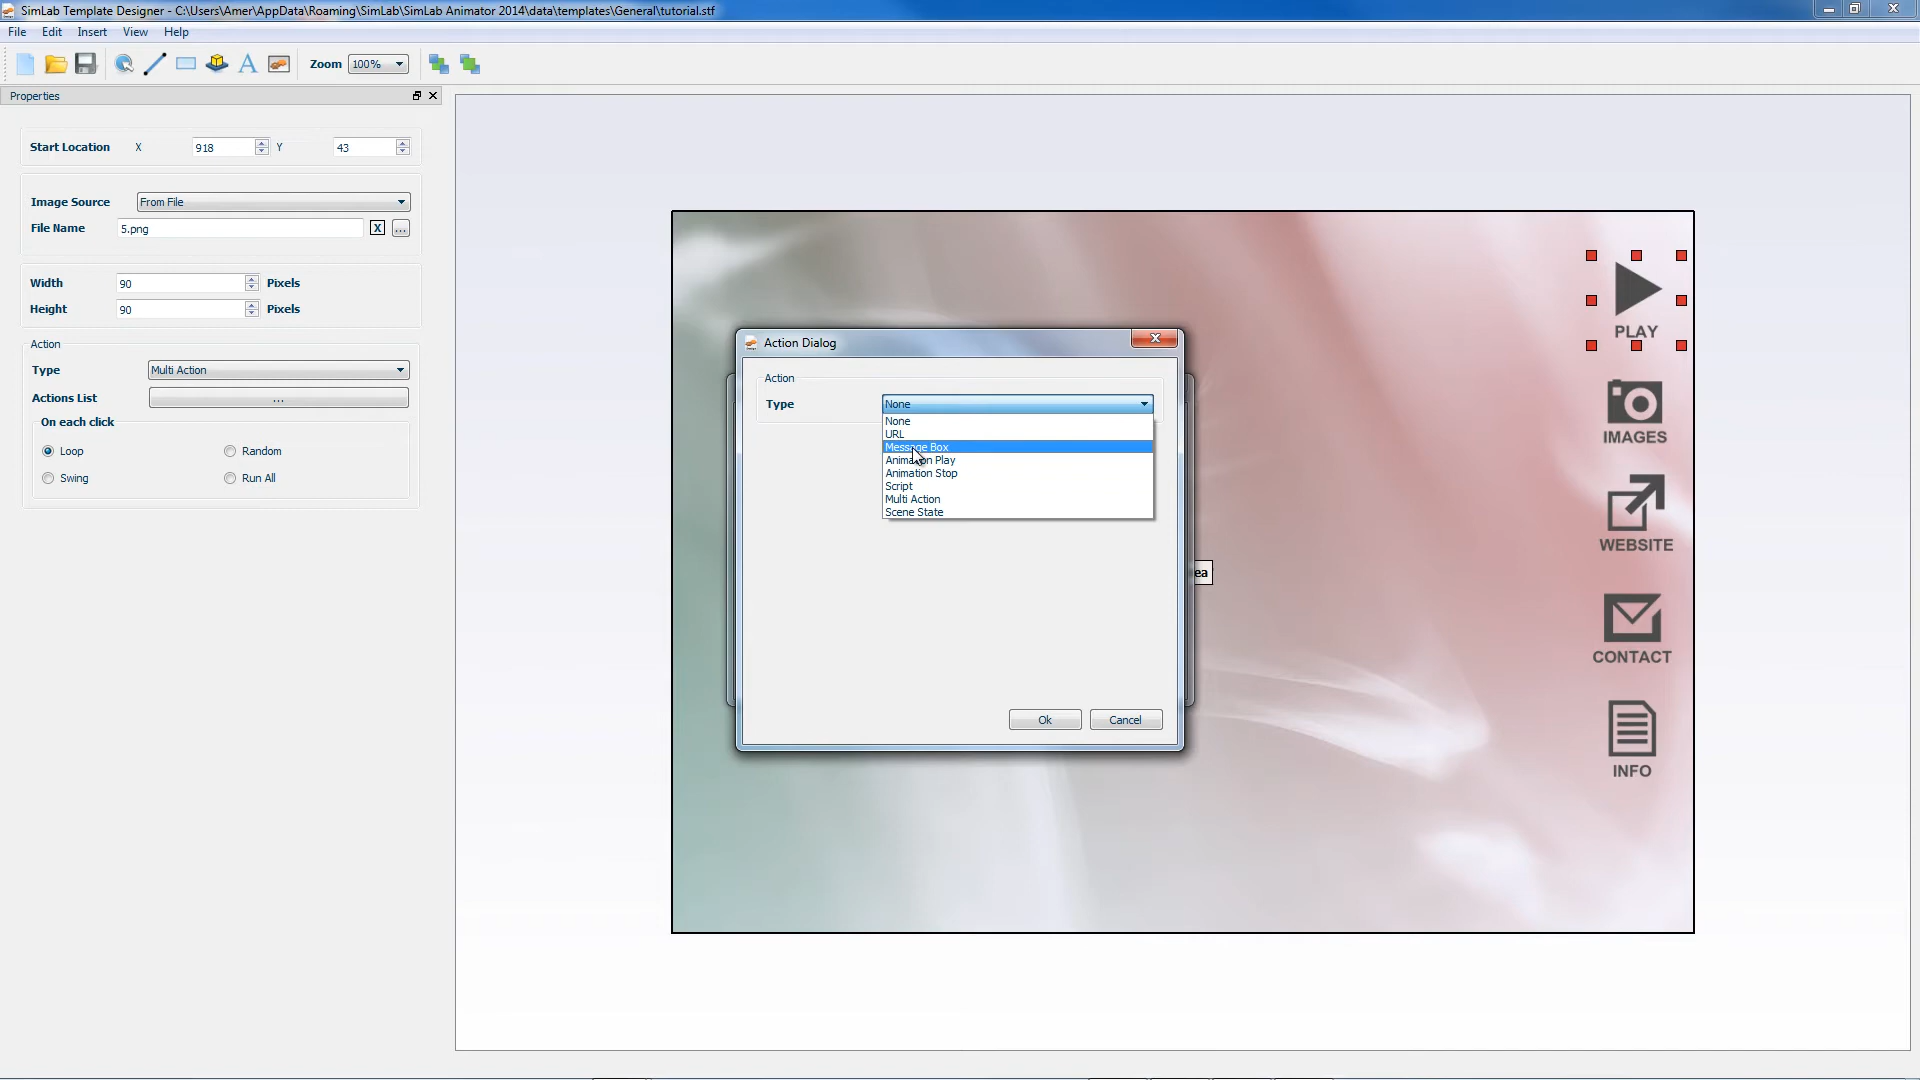 SimLab Template Designer - C:\Users\Amer\AppData\Roaming\SimLab\SimLab Animator 2014\data\templates\General\tutorial.stf
File Edit Insert View Help
A Zoom 100%
Properties
Start Location X 918 Y 43
Image Source From File
File Name 5.png X ...
Width 90 Pixels
Height 90 Pixels
Action
Type Multi Action
Actions List ...
On each click
Loop Random
Swing Run All
Action Dialog
Action
Type None
None
URL
Message Box
Animation Play
Animation Stop
Script
Multi Action
Scene State
Ok Cancel
ea
PLAY
IMAGES
WEBSITE
CONTACT
INFO